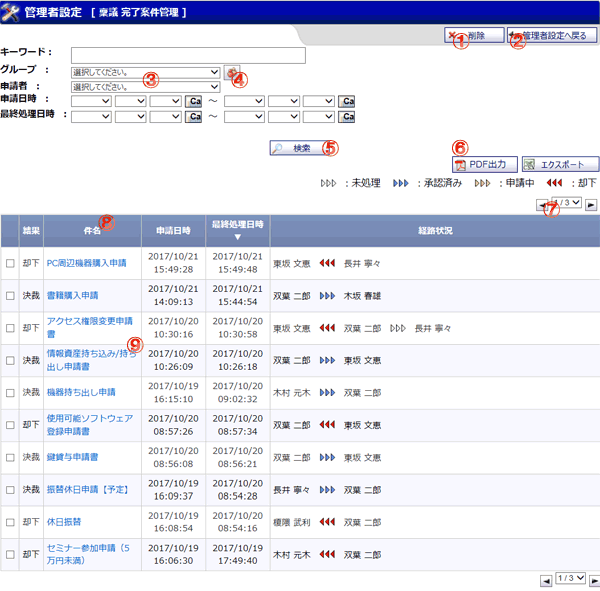 管理者設定 [ 稟議 完了案件管理 ]
① 削除 ② 管理者設定へ戻る
キーワード：
グループ ： 選択してください。 ③ ④
申請者 ： 選択してください。
申請日時 ： Ca ～ Ca
最終処理日時 ： Ca ～ Ca
検索 ⑤
⑥
PDF出力 エクスポート
▷▷▷ ：未処理 ▶▶▶ ：承認済み ▷▷▷ ：申請中 ◀◀◀ ：却下
◀ 1 / 3 ▶
⑦
結果 件名 ⑧ 申請日時 最終処理日時 ▼ 経路状況
却下 PC周辺機器購入申請 2017/10/21 15:49:28 2017/10/21 15:49:48 東坂 文恵 ◀◀◀ 長井 寧々
決裁 書籍購入申請 2017/10/21 14:09:13 2017/10/21 15:44:54 双葉 二郎 ▶▶▶ 木坂 春雄
却下 アクセス権限変更申請書 2017/10/20 10:30:16 2017/10/20 10:30:58 東坂 文恵 ◀◀◀ 双葉 二郎 ▷▷▷ 長井 寧々
⑨
決裁 情報資産持ち込み/持ち出し申請書 2017/10/20 10:26:09 2017/10/20 10:26:18 双葉 二郎 ▶▶▶ 東坂 文恵
決裁 機器持ち出し申請 2017/10/19 16:15:10 2017/10/20 09:02:32 木村 元木 ▶▶▶ 双葉 二郎
却下 使用可能ソフトウェア登録申請書 2017/10/20 08:57:26 2017/10/20 08:57:34 双葉 二郎 ◀◀◀ 東坂 文恵
決裁 鍵貸与申請書 2017/10/20 08:56:08 2017/10/20 08:56:21 双葉 二郎 ▶▶▶ 東坂 文恵
決裁 振替休日申請【予定】 2017/10/19 16:09:37 2017/10/20 08:54:28 長井 寧々 ▶▶▶ 双葉 二郎
却下 休日振替 2017/10/19 16:08:54 2017/10/20 08:54:16 榎隈 武利 ◀◀◀ 双葉 二郎
却下 セミナー参加申請（5万円未満） 2017/10/19 16:06:30 2017/10/19 17:49:40 木村 元木 ◀◀◀ 双葉 二郎
◀ 1 / 3 ▶